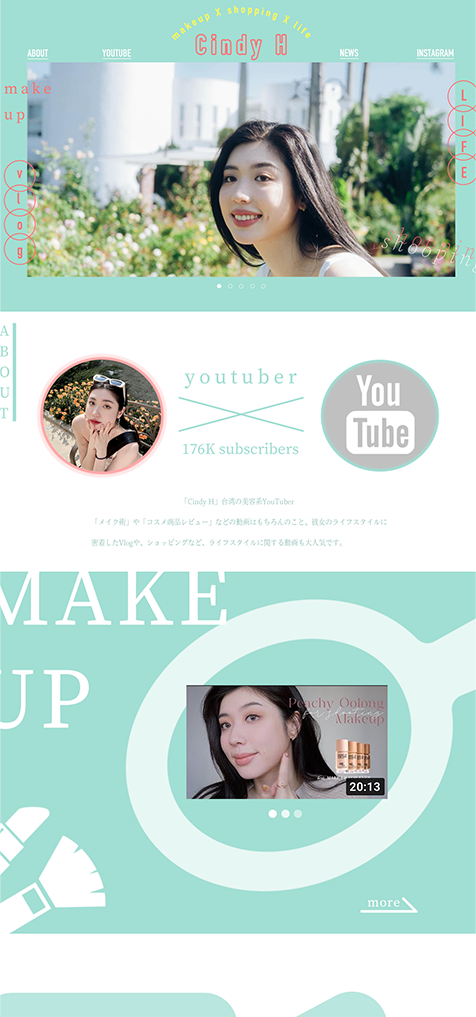 makeup X shopping X life
Cindy H
ABOUT
YOUTUBE
NEWS
INSTAGRAM
make
up
LIFE
vlog
shopping
ABOUT
youtuber
176K subscribers
You
Tube
「Cindy H」台湾の美容系YouTuber
「メイク術」や「コスメ商品レビュー」などの動画はもちろんのこと、彼女のライフスタイルに
密着したVlogや、ショッピングなど、ライフスタイルに関する動画も大人気です。
MAKE
UP
Peachy Oolong
Makeup
20:13
more